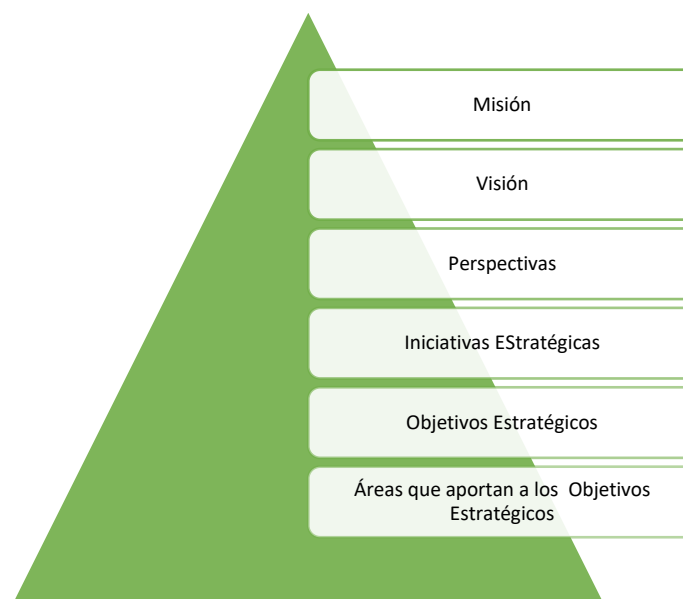 Misión
Visión
Perspectivas
Iniciativas EStratégicas
Objetivos Estratégicos
Áreas que aportan a los  Objetivos
Estratégicos